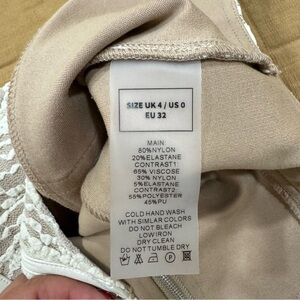 SIZE UK 4 / US 0
EU 32
MAIN
80%NYLON
20%ELASTANE
CONTRAST1:
65% VISCOSE
30% NYLON
5%ELASTANE
CONTRAST2:
55%POLYESTER
45%PU
COLD HAND WASH
WITH SIMILAR COLORS
DO NOT BLEACH
LOW IRON
DRY CLEAN
DO NOT TUMBLE DRY